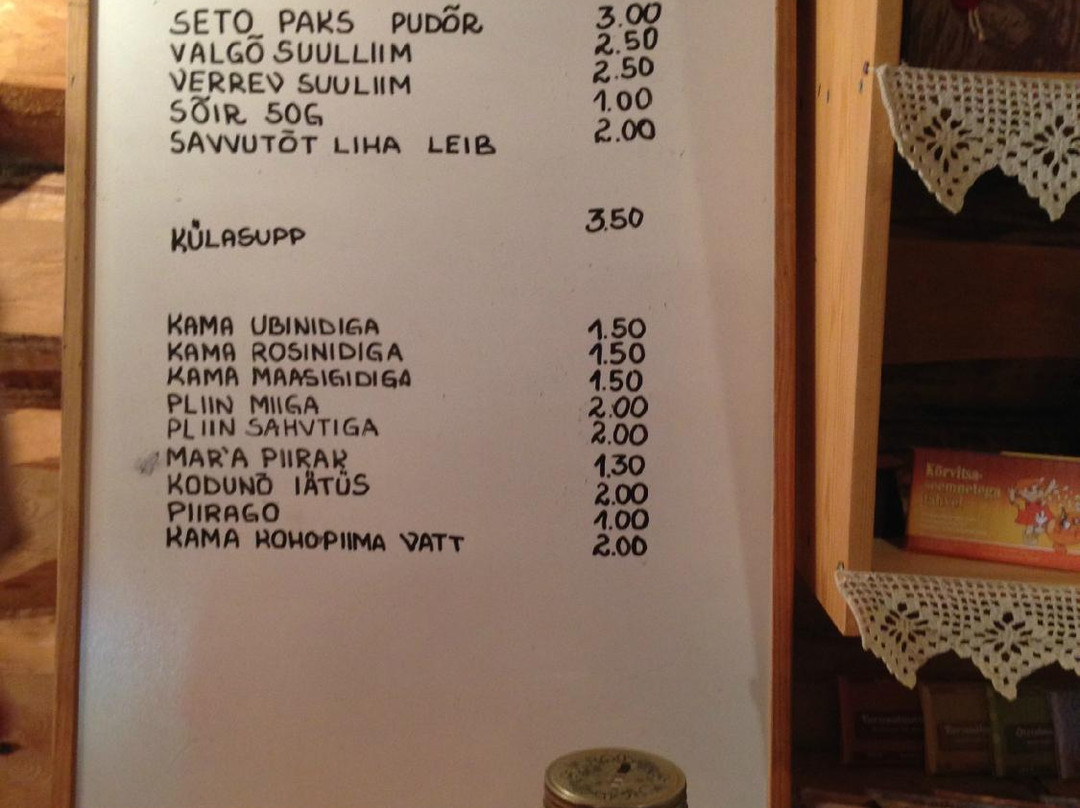 SETO PAKS PUDÕR 3.00
VALGÕ SUULLIIM 2.50
VERREV SUULIIM 2.50
SÕIR 50G 1.00
SAVVUTÕT LIHA LEIB 2.00
KÜLASUPP 3.50
KAMA UBINIDIGA 1.50
KAMA ROSINIDIGA 1.50
KAMA MAASIGIDIGA 1.50
PLIIN MIIGA 2.00
PLIIN SAHVTIGA 2.00
MAR'A PIIRAK 1.30
KODUNÕ IÄTÜS 2.00
PIIRAGO 1.00
KAMA KOHOPIIMA VATT 2.00
Kõrvitsa-
seemnetega